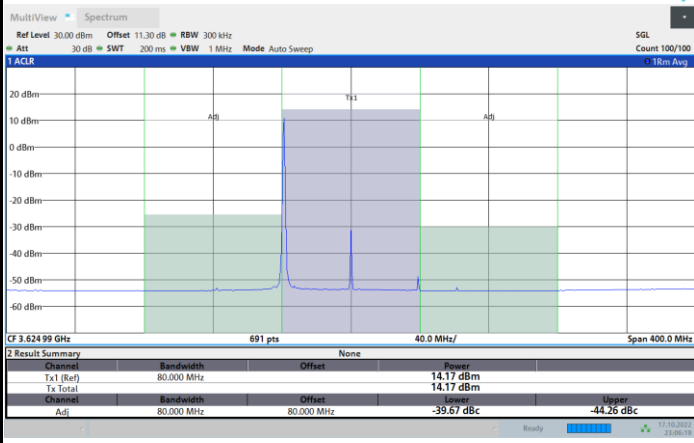 MultiView Spectrum
Ref Level 30.00 dBm Offset 11.30 dB RBW 300 kHz SGL
Att 30 dB SWT 200 ms VBW 1 MHz Mode Auto Sweep Count 100/100
1 ACLR 1Rm Avg
20 dBm
Tx1
10 dBm Adj Adj
0 dBm
-10 dBm
-20 dBm
-30 dBm
-40 dBm
-50 dBm
-60 dBm
CF 3.624 99 GHz 691 pts 40.0 MHz/ Span 400.0 MHz
2 Result Summary None
Channel Bandwidth Offset Power
Tx1 (Ref) 80.000 MHz 14.17 dBm
Tx Total 14.17 dBm
Channel Bandwidth Offset Lower Upper
Adj 80.000 MHz 80.000 MHz -39.67 dBc -44.26 dBc
Ready 17.10.2022
23:06:18